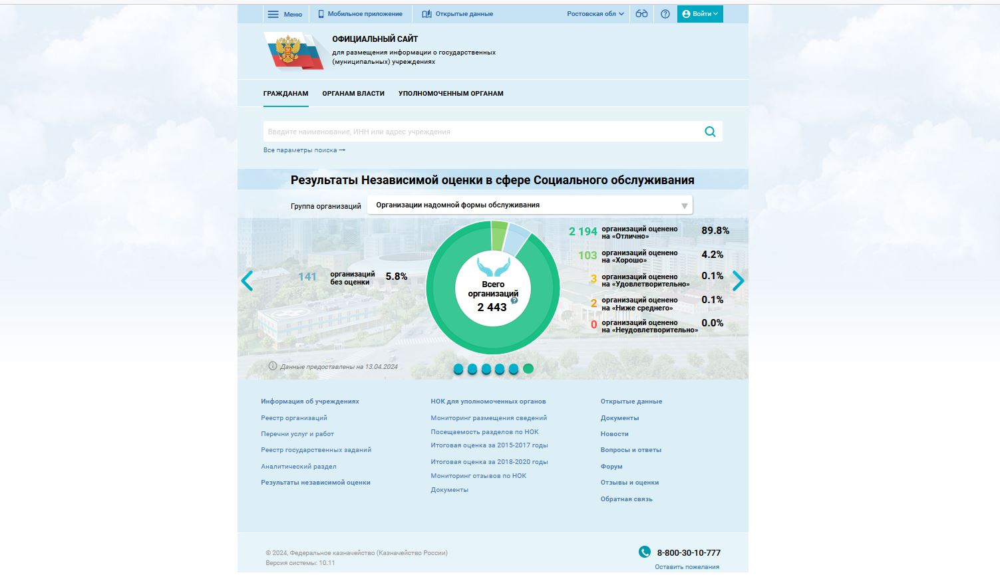 Меню
Мобильное приложение
Открытые данные
Ростовская обл
Войти
ОФИЦИАЛЬНЫЙ САЙТ
для размещения информации о государственных
(муниципальных) учреждениях
ГРАЖДАНАМ
ОРГАНАМ ВЛАСТИ
УПОЛНОМОЧЕННЫМ ОРГАНАМ
Введите наименование, ИНН или адрес учреждения
Все параметры поиска →
Результаты Независимой оценки в сфере Социального обслуживания
Группа организаций
Организации надомной формы обслуживания
141
организаций
без оценки
5.8%
Всего
организаций
2 443
2 194
организаций оценено
на «Отлично»
89.8%
103
организаций оценено
на «Хорошо»
4.2%
3
организаций оценено
на «Удовлетворительно»
0.1%
2
организаций оценено
на «Ниже среднего»
0.1%
0
организаций оценено
на «Неудовлетворительно»
0.0%
Данные предоставлены на 13.04.2024
Информация об учреждениях
Реестр организаций
Перечни услуг и работ
Реестр государственных заданий
Аналитический раздел
Результаты независимой оценки
НОК для уполномоченных органов
Мониторинг размещения сведений
Посещаемость разделов по НОК
Итоговая оценка за 2015-2017 годы
Итоговая оценка за 2018-2020 годы
Мониторинг отзывов по НОК
Документы
Открытые данные
Документы
Новости
Вопросы и ответы
Форум
Отзывы и оценки
Обратная связь
© 2024, Федеральное казначейство (Казначейство России)
Версия системы: 10.11
8-800-30-10-777
Оставить пожелания